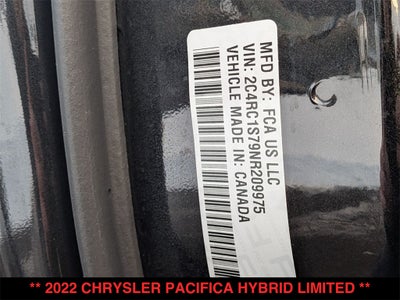 MFD BY: FCA US LLC
VIN: 2C4RC1S79NR209975
VEHICLE MADE IN: CANADA
** 2022 CHRYSLER PACIFICA HYBRID LIMITED **